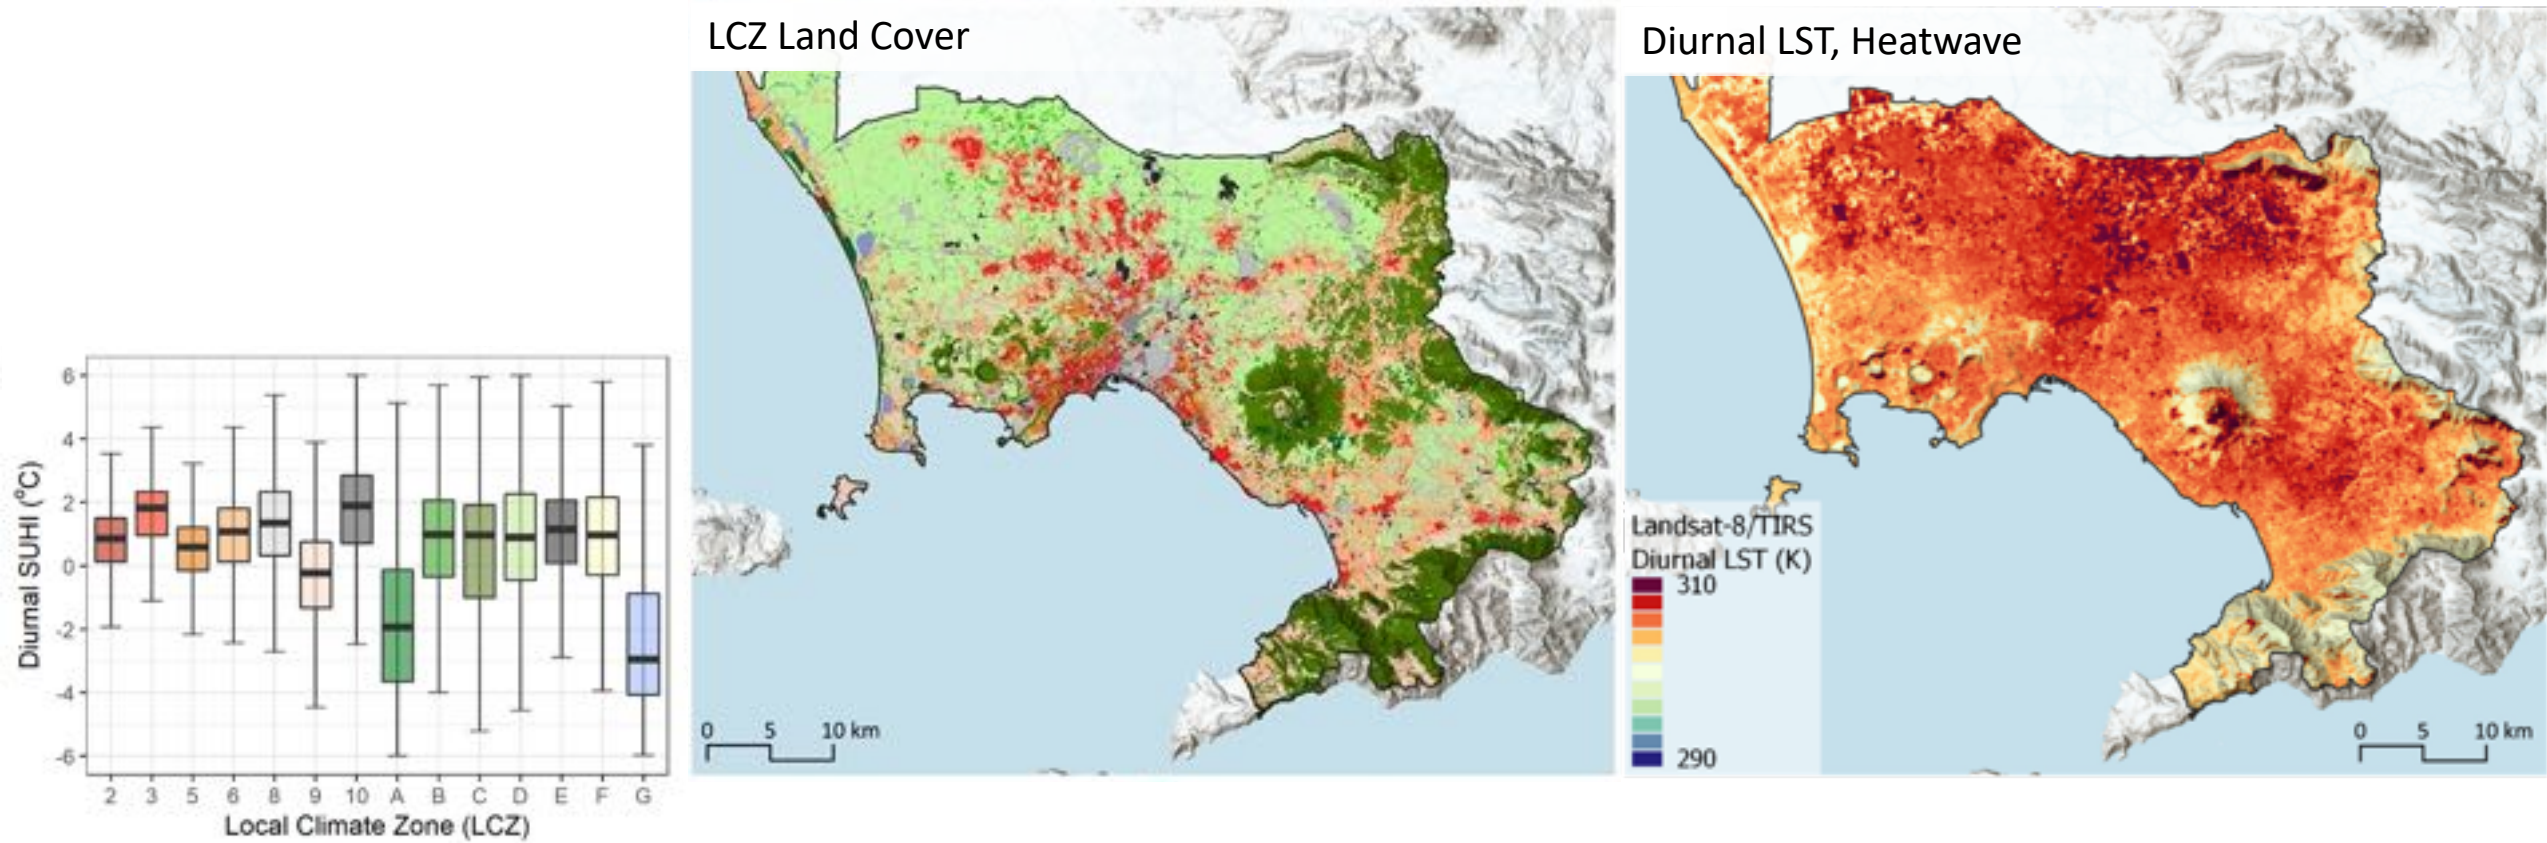 LCZ Land Cover
Diurnal LST, Heatwave
6
4
2
0
-2
-4
-6
Diurnal SUHI (°C)
2 3 5 6 8 9 10 A B C D E F G
Local Climate Zone (LCZ)
0 5 10 km
Landsat-8/TIRS
Diurnal LST (K)
310
290
0 5 10 km